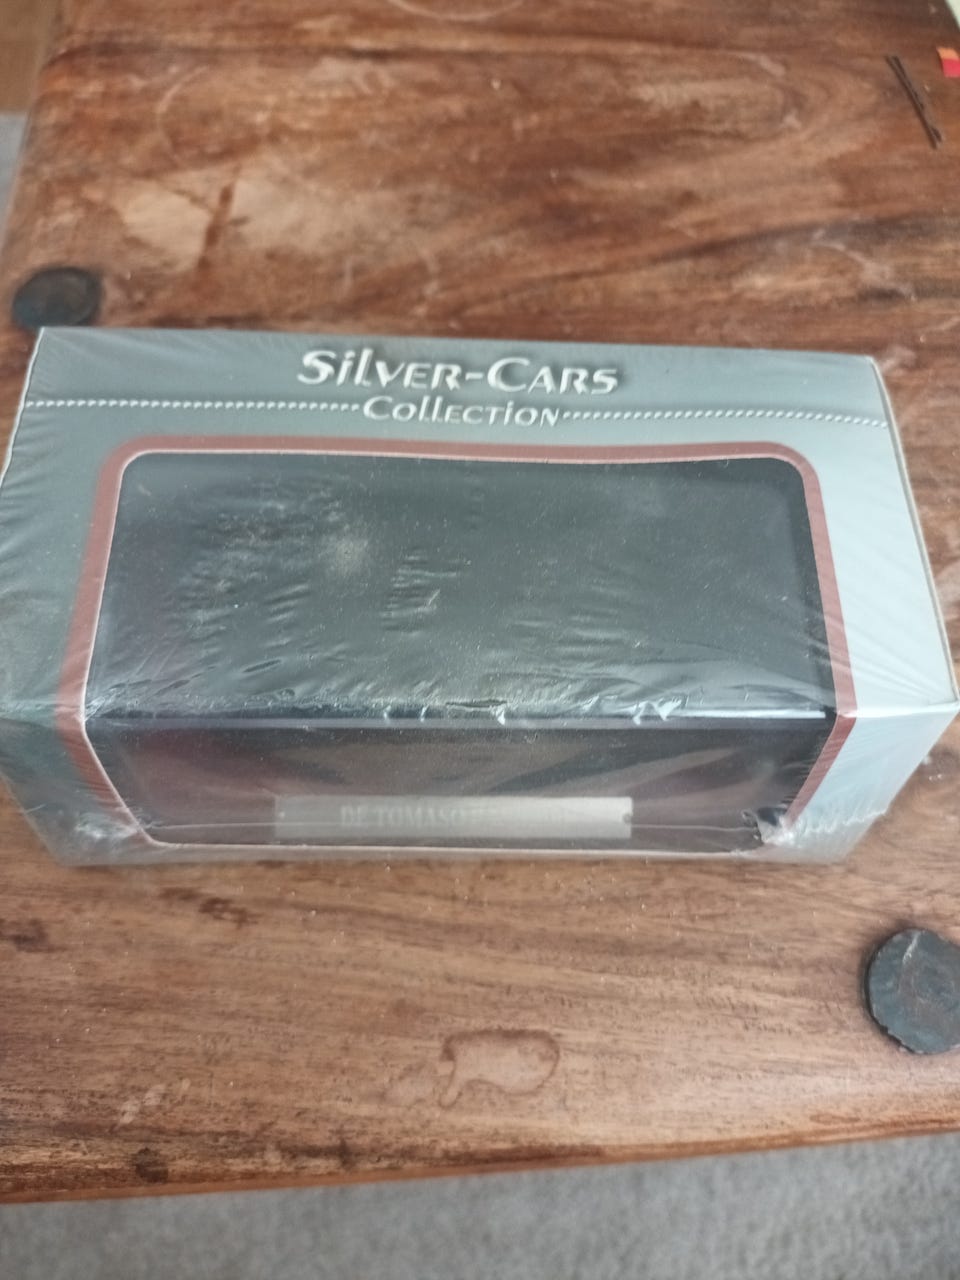 Silver-Cars
Collection
DE TOMASO